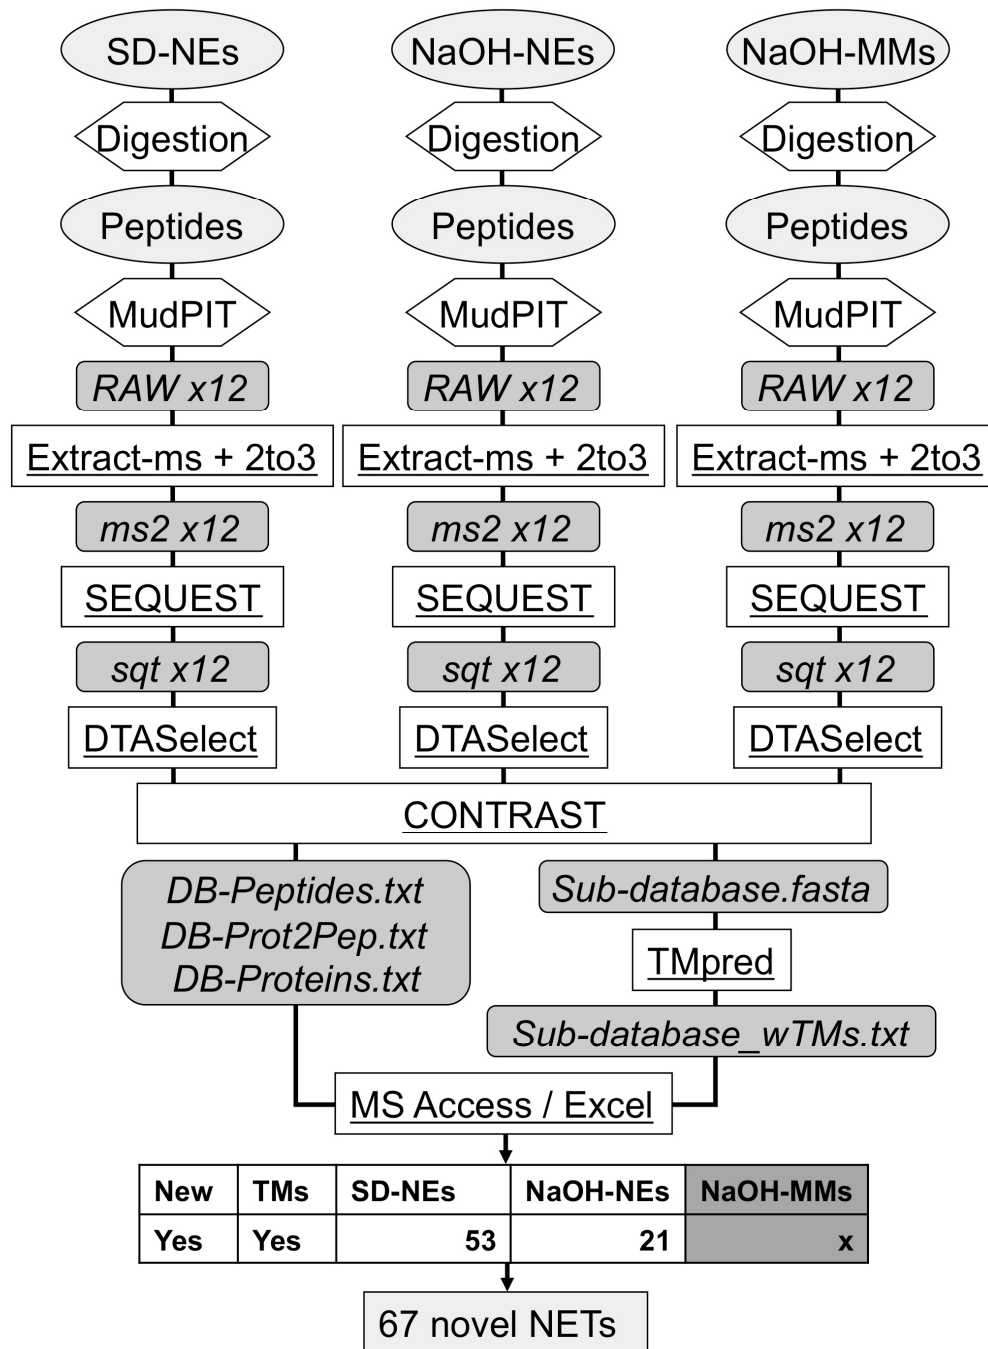 SD-NEs NaOH-NEs NaOH-MMs
Digestion Digestion Digestion
Peptides Peptides Peptides
MudPIT MudPIT MudPIT
RAW x12 RAW x12 RAW x12
Extract-ms + 2to3 Extract-ms + 2to3 Extract-ms + 2to3
ms2 x12 ms2 x12 ms2 x12
SEQUEST SEQUEST SEQUEST
sqt x12 sqt x12 sqt x12
DTASelect DTASelect DTASelect
CONTRAST
DB-Peptides.txt
DB-Prot2Pep.txt
DB-Proteins.txt
Sub-database.fasta
TMpred
Sub-database_wTMs.txt
MS Access / Excel
New TMs SD-NEs NaOH-NEs NaOH-MMs
Yes Yes 53 21 x
67 novel NETs